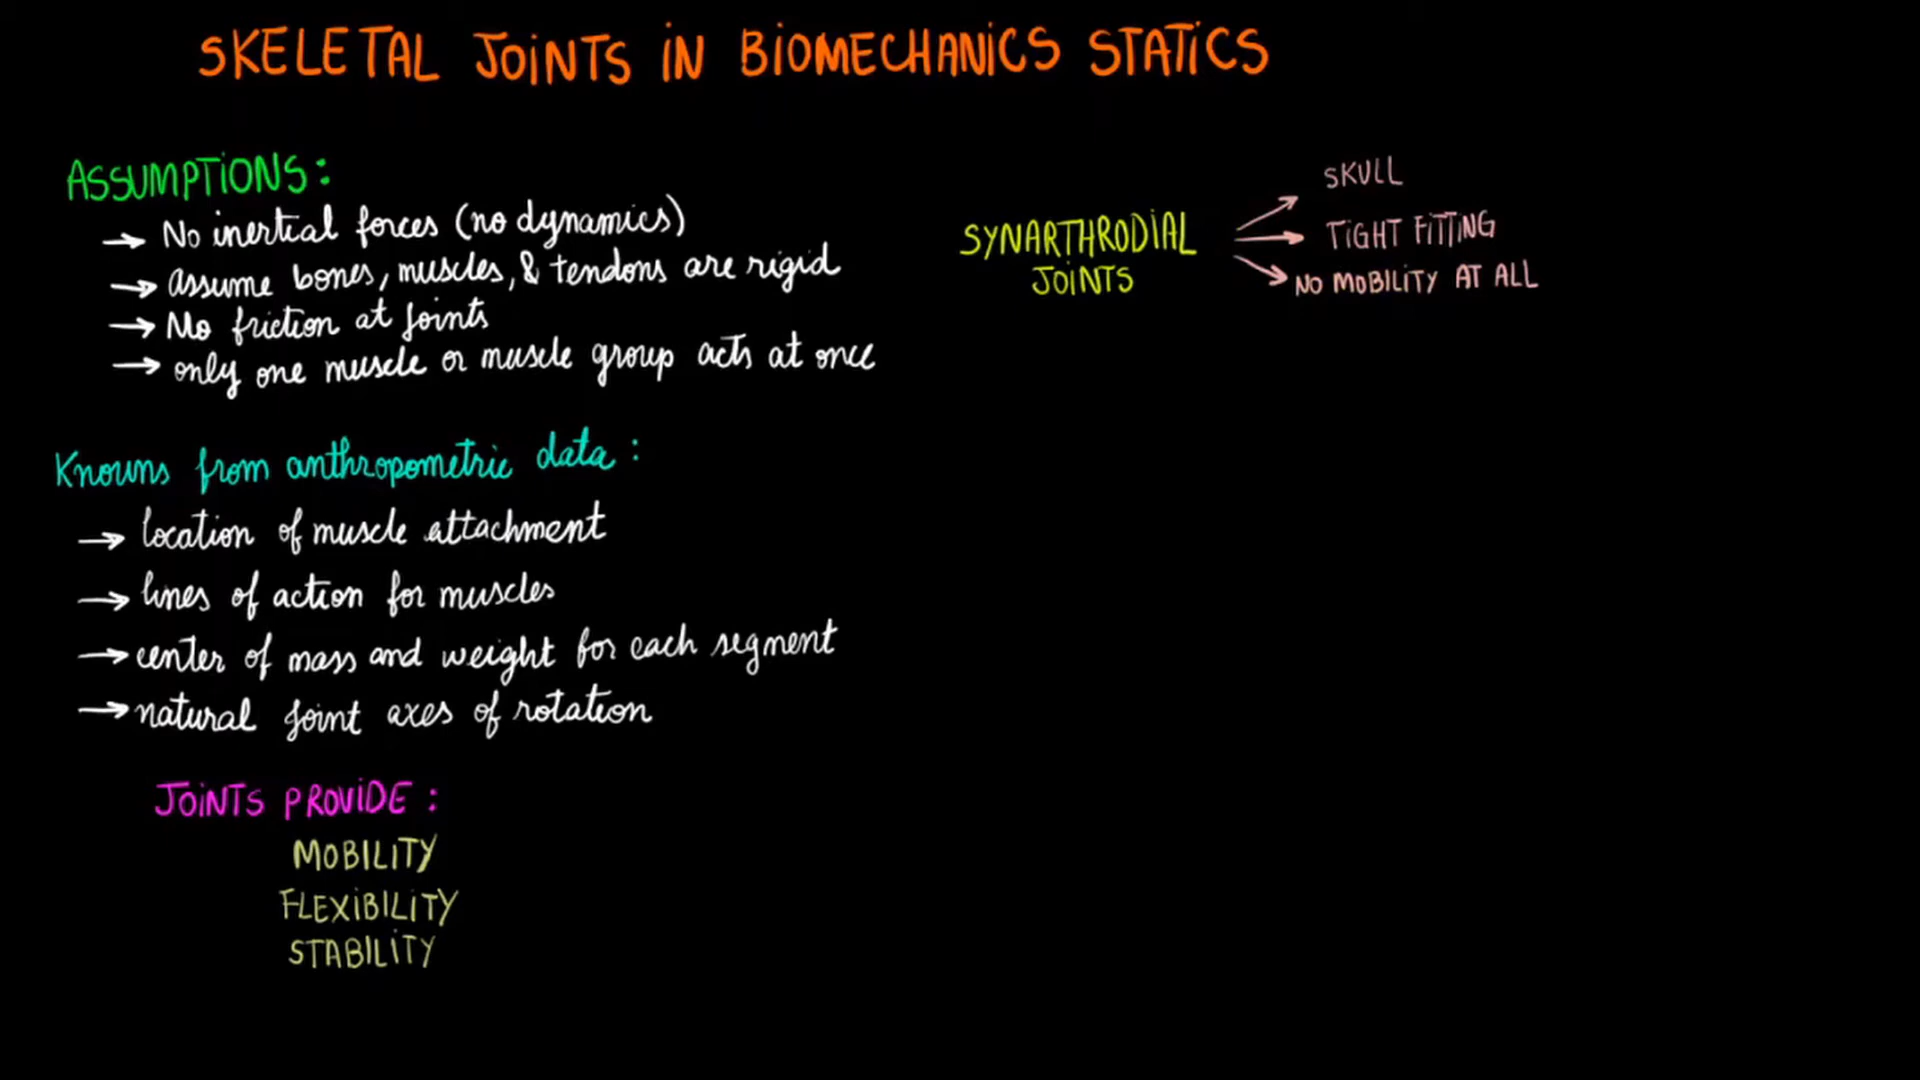 SKELETAL JOINTS IN BIOMECHANICS STATICS
ASSUMPTIONS:
→ No inertial forces (no dynamics)
→ assume bones, muscles, & tendons are rigid
→ No friction at joints
→ only one muscle or muscle group acts at once
Knowns from anthropometric data:
→ location of muscle attachment
→ lines of action for muscles
→ center of mass and weight for each segment
→ natural joint axes of rotation
JOINTS PROVIDE:
MOBILITY
FLEXIBILITY
STABILITY
SYNARTHRODIAL
JOINTS
SKULL
TIGHT FITTING
NO MOBILITY AT ALL